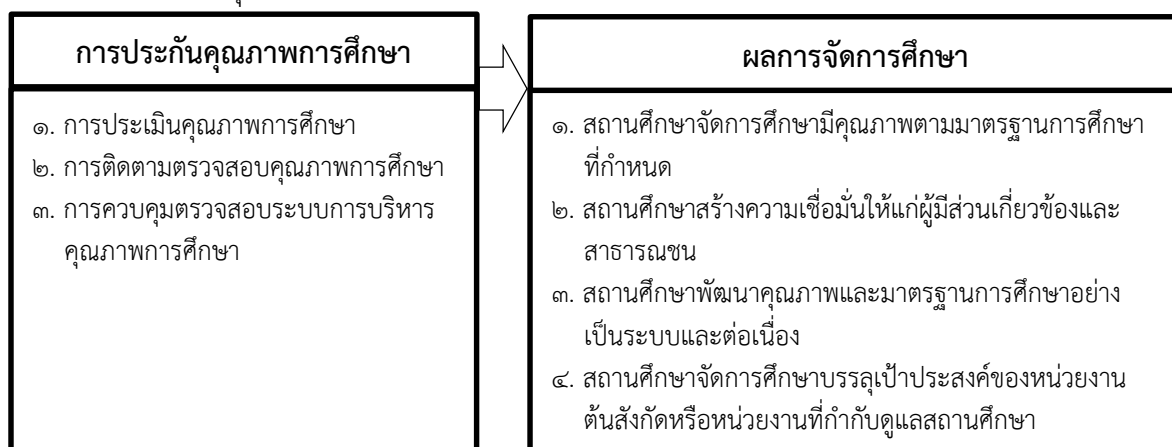 การประกันคุณภาพการศึกษา
๑. การประเมินคุณภาพการศึกษา
๒. การติดตามตรวจสอบคุณภาพการศึกษา
๓. การควบคุมตรวจสอบระบบการบริหาร
คุณภาพการศึกษา
ผลการจัดการศึกษา
๑. สถานศึกษาจัดการศึกษามีคุณภาพตามมาตรฐานการศึกษา
ที่กำหนด
๒. สถานศึกษาสร้างความเชื่อมั่นให้แก่ผู้มีส่วนเกี่ยวข้องและ
สาธารณชน
๓. สถานศึกษาพัฒนาคุณภาพและมาตรฐานการศึกษาอย่าง
เป็นระบบและต่อเนื่อง
๔. สถานศึกษาจัดการศึกษาบรรลุเป้าประสงค์ของหน่วยงาน
ต้นสังกัดหรือหน่วยงานที่กำกับดูแลสถานศึกษา